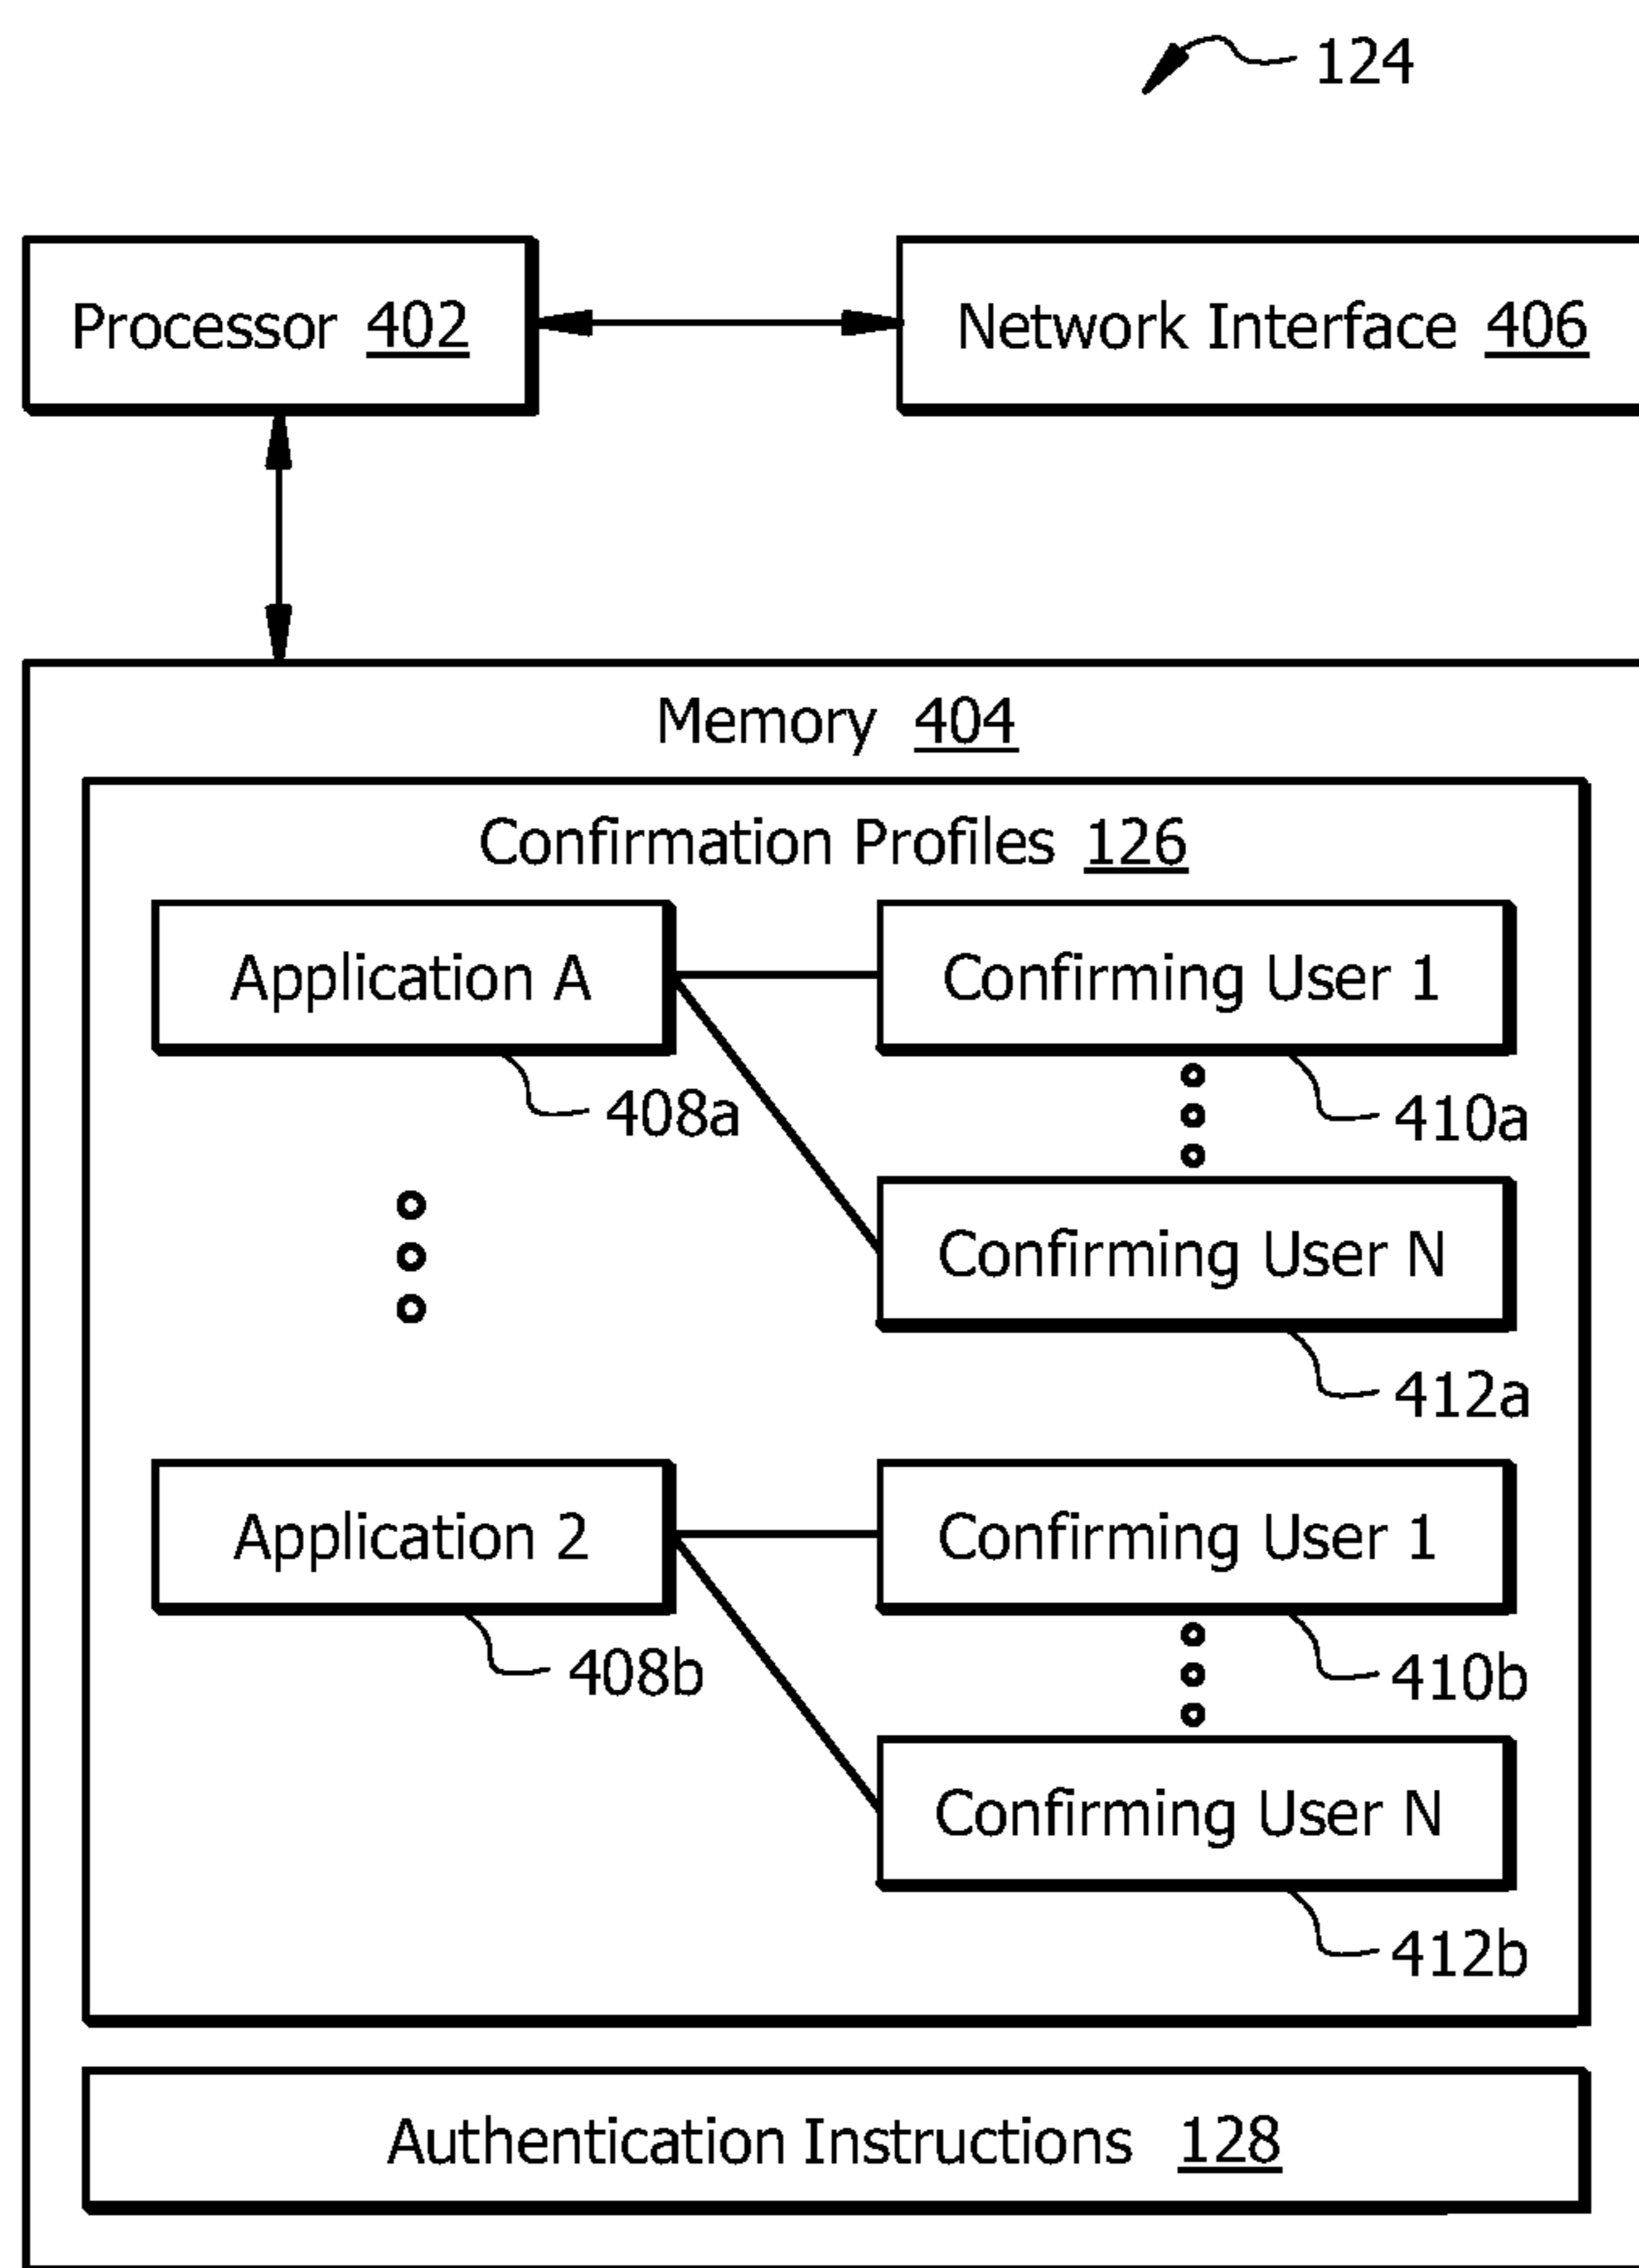 124
Processor 402
Network Interface 406
Memory 404
Confirmation Profiles 126
Application A
Confirming User 1
408a
410a
Confirming User N
412a
Application 2
Confirming User 1
408b
410b
Confirming User N
412b
Authentication Instructions 128